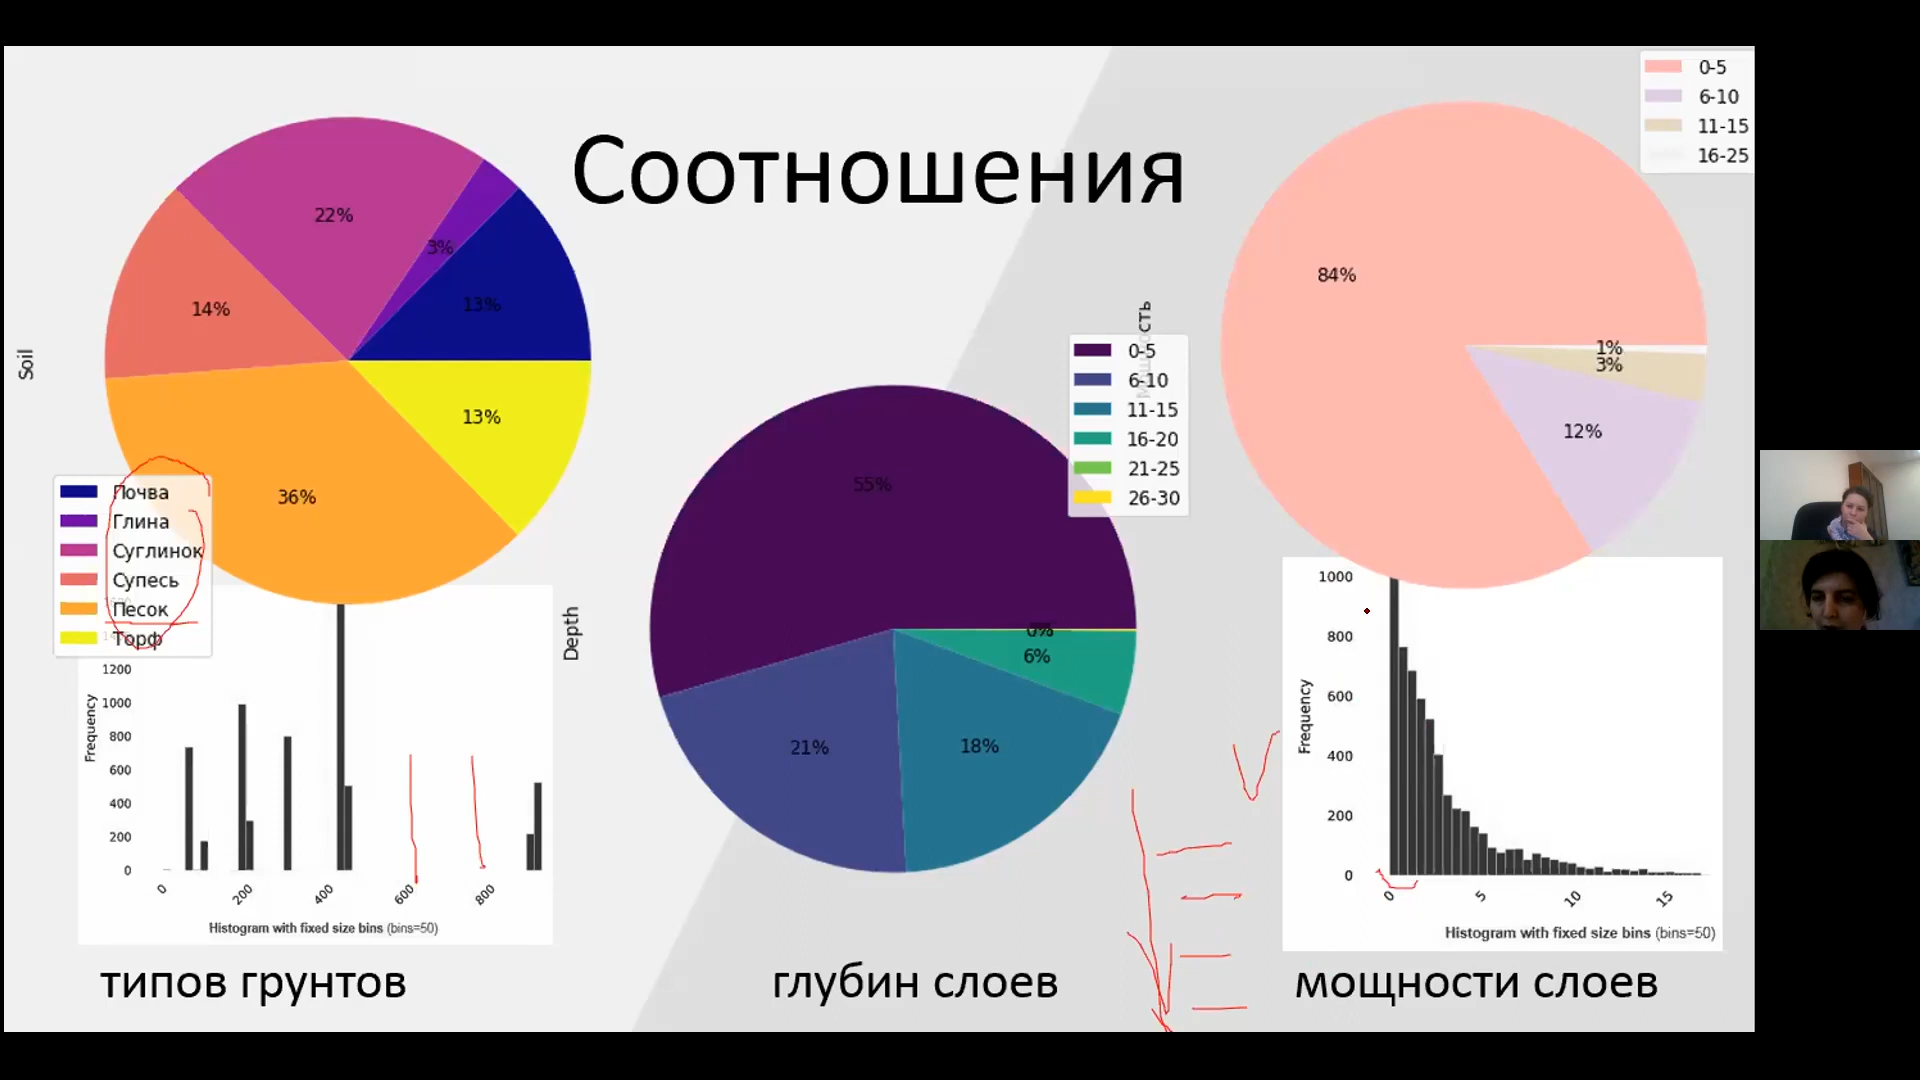 Соотношения
22%
3%
13%
14%
36%
13%
Soil
Почва
Глина
Суглинок
Супесь
Песок
Торф
1200
1000
800
600
400
200
0
Frequency
0
200
400
600
800
Histogram with fixed size bins (bins=50)
типов грунтов
55%
0%
6%
18%
21%
Depth
0-5
6-10
11-15
16-20
21-25
26-30
глубин слоев
Мощность
84%
1%
3%
12%
0-5
6-10
11-15
16-25
1000
800
600
400
200
0
Frequency
0
5
10
15
Histogram with fixed size bins (bins=50)
мощности слоев